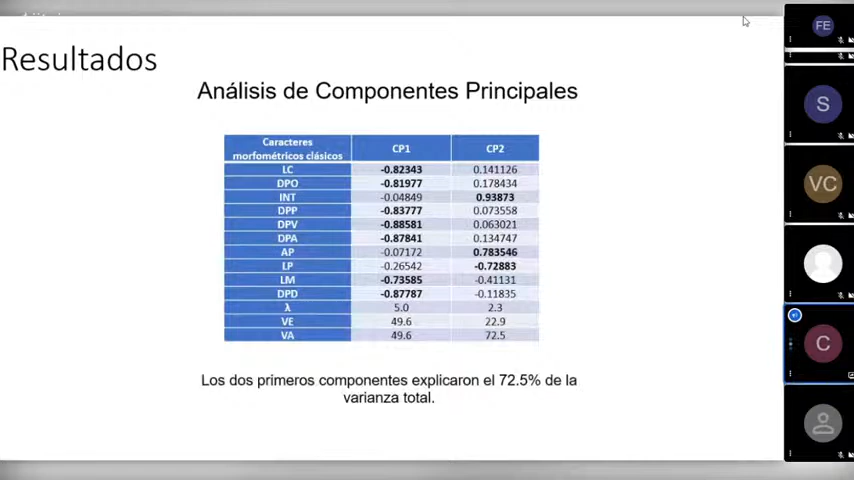 FE
Resultados
Análisis de Componentes Principales
S
Caracteres
morfométricos clásicos CP1 CP2
LC -0.82343 0.141126
DPO -0.81977 0.178434
INT -0.04849 0.93873
DPP -0.83777 0.073558
DPV -0.88581 0.063021
DPA -0.87841 0.134747
AP -0.07172 0.783546
LP -0.26542 -0.72883
LM -0.73585 -0.41131
DPD -0.87787 -0.11835
λ 5.0 2.3
VE 49.6 22.9
VA 49.6 72.5
VC
C
Los dos primeros componentes explicaron el 72.5% de la
varianza total.